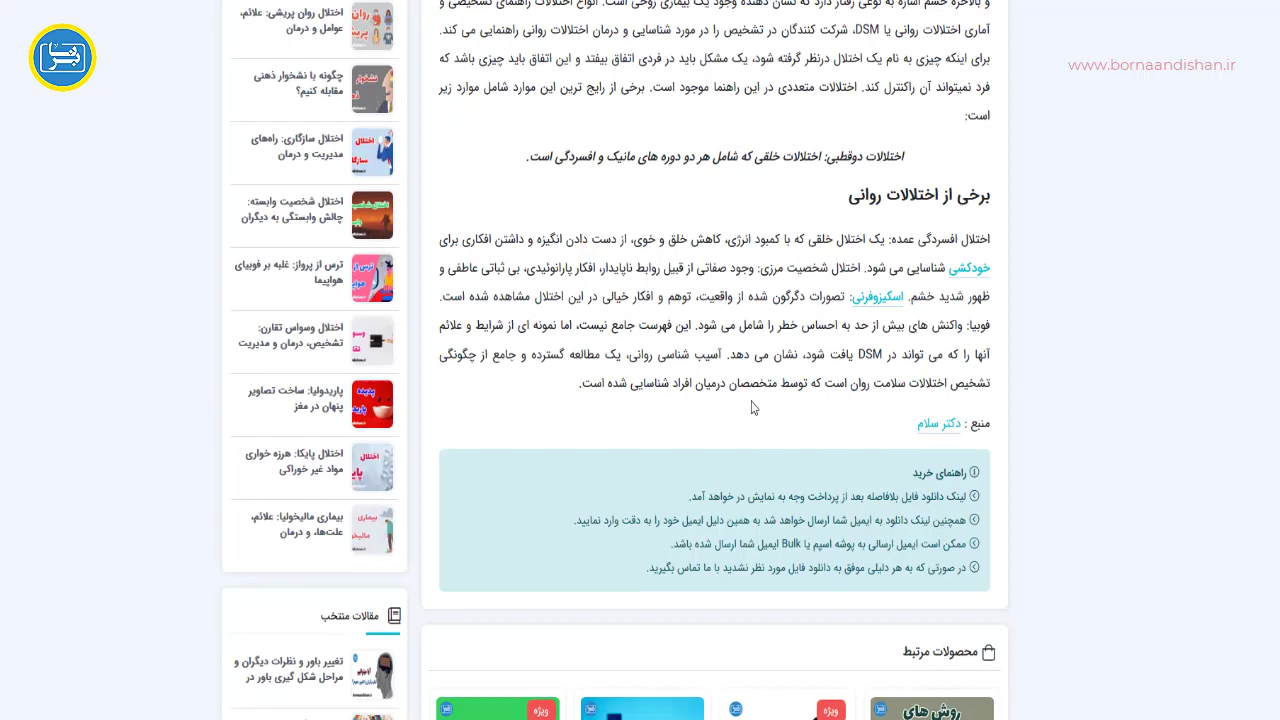 www.bornaandishan.ir
و بالاخره خشم اشاره به نوعی رفتار دارد که نشان دهنده وجود یک بیماری روحی است. انواع اختلالات راهنمای تشخیصی و
آماری اختلالات روانی یا DSM، شرکت کنندگان در تشخیص را در مورد شناسایی و درمان اختلالات روانی راهنمایی می کند.
برای اینکه چیزی به نام یک اختلال درنظر گرفته شود، یک مشکل باید در فردی اتفاق بیفتد و این اتفاق باید چیزی باشد که
فرد نمیتواند آن راکنترل کند. اختلالات متعددی در این راهنما موجود است. برخی از رایج ترین این موارد شامل موارد زیر
است:
اختلالات دوقطبی: اختلالات خلقی که شامل هر دو دوره های مانیک و افسردگی است.
برخی از اختلالات روانی
اختلال افسردگی عمده: یک اختلال خلقی که با کمبود انرژی، کاهش خلق و خوی، از دست دادن انگیزه و داشتن افکاری برای
خودکشی شناسایی می شود. اختلال شخصیت مرزی: وجود صفاتی از قبیل روابط ناپایدار، افکار پارانوئیدی، بی ثباتی عاطفی و
ظهور شدید خشم. اسکیزوفرنی: تصورات دگرگون شده از واقعیت، توهم و افکار خیالی در این اختلال مشاهده شده است.
فوبیا: واکنش های بیش از حد به احساس خطر را شامل می شود. این فهرست جامع نیست، اما نمونه ای از شرایط و علائم
آنها را که می تواند در DSM یافت شود، نشان می دهد. آسیب شناسی روانی، یک مطالعه گسترده و جامع از چگونگی
تشخیص اختلالات سلامت روان است که توسط متخصصان درمیان افراد شناسایی شده است.
منبع : دکتر سلام
راهنمای خرید
لینک دانلود فایل بلافاصله بعد از پرداخت وجه به نمایش در خواهد آمد.
همچنین لینک دانلود به ایمیل شما ارسال خواهد شد به همین دلیل ایمیل خود را به دقت وارد نمایید.
ممکن است ایمیل ارسالی به پوشه اسپم یا Bulk ایمیل شما ارسال شده باشد.
در صورتی که به هر دلیلی موفق به دانلود فایل مورد نظر نشدید با ما تماس بگیرید.
محصولات مرتبط
ویژه
ویژه
روش های
اختلال روان پریشی: علائم،
عوامل و درمان
چگونه با نشخوار ذهنی
مقابله کنیم؟
اختلال سازگاری: راه‌های
مدیریت و درمان
اختلال شخصیت وابسته:
چالش وابستگی به دیگران
ترس از پرواز: غلبه بر فوبیای
هواپیما
اختلال وسواس تقارن:
تشخیص، درمان و مدیریت
پاریدولیا: ساخت تصاویر
پنهان در مغز
اختلال پایکا: هرزه خواری
مواد غیر خوراکی
بیماری مالیخولیا: علائم،
علت‌ها، و درمان
مقالات منتخب
تغییر باور و نظرات دیگران و
مراحل شکل گیری باور در